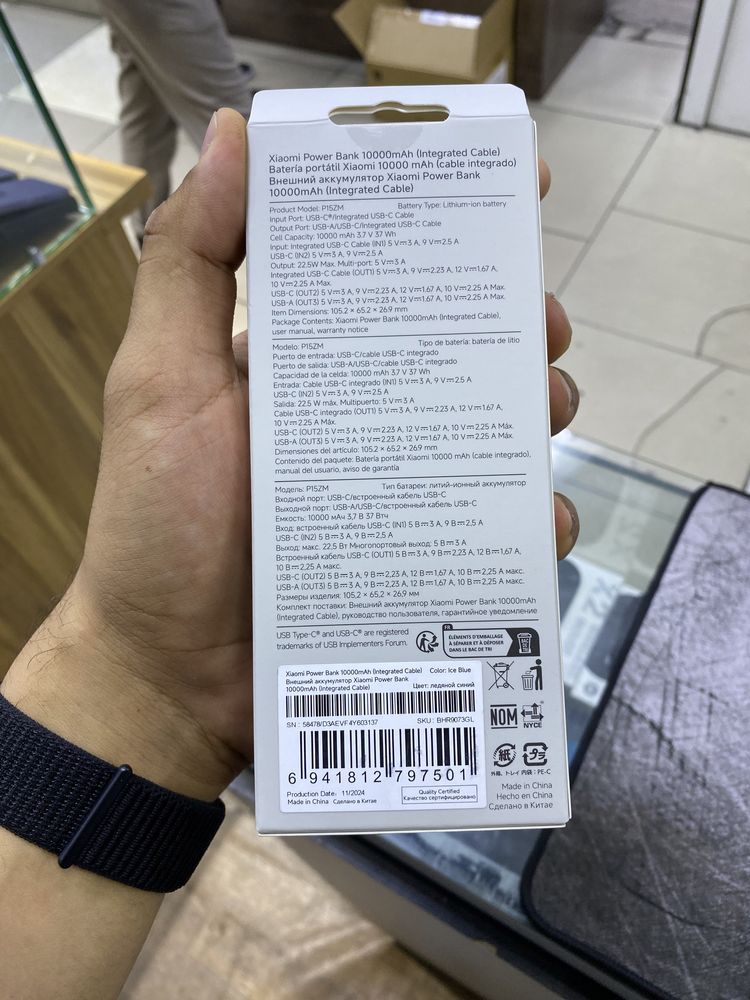 Xiaomi Power Bank 10000mAh (Integrated Cable)
Batería portátil Xiaomi 10000 mAh (cable integrado)
Внешний аккумулятор Xiaomi Power Bank
10000mAh (Integrated Cable)
Product Model: P15ZM Battery Type: Lithium-ion battery
Input Port: USB-C®/Integrated USB-C Cable
Output Port: USB-A/USB-C/Integrated USB-C Cable
Cell Capacity: 10000 mAh 3.7 V 37 Wh
Input: Integrated USB-C Cable (IN1) 5 V⎓3 A, 9 V⎓2.5 A
USB-C (IN2) 5 V⎓3 A, 9 V⎓2.5 A
Output: 22.5W Max. Multi-port: 5 V⎓3 A
Integrated USB-C Cable (OUT1) 5 V⎓3 A, 9 V⎓2.23 A, 12 V⎓1.67 A,
10 V⎓2.25 A Max.
USB-C (OUT2) 5 V⎓3 A, 9 V⎓2.23 A, 12 V⎓1.67 A, 10 V⎓2.25 A Max.
USB-A (OUT3) 5 V⎓3 A, 9 V⎓2.23 A, 12 V⎓1.67 A, 10 V⎓2.25 A Max.
Item Dimensions: 105.2 × 65.2 × 26.9 mm
Package Contents: Xiaomi Power Bank 10000mAh (Integrated Cable),
user manual, warranty notice
Modelo: P15ZM Tipo de batería: batería de litio
Puerto de entrada: USB-C/cable USB-C integrado
Puerto de salida: USB-A/USB-C/cable USB-C integrado
Capacidad de la celda: 10000 mAh 3.7 V 37 Wh
Entrada: Cable USB-C integrado (IN1) 5 V⎓3 A, 9 V⎓2.5 A
USB-C (IN2) 5 V⎓3 A, 9 V⎓2.5 A
Salida: 22.5 W máx. Multipuerto: 5 V⎓3 A
Cable USB-C integrado (OUT1) 5 V⎓3 A, 9 V⎓2.23 A, 12 V⎓1.67 A,
10 V⎓2.25 A Máx.
USB-C (OUT2) 5 V⎓3 A, 9 V⎓2.23 A, 12 V⎓1.67 A, 10 V⎓2.25 A Máx.
USB-A (OUT3) 5 V⎓3 A, 9 V⎓2.23 A, 12 V⎓1.67 A, 10 V⎓2.25 A Máx.
Dimensiones del artículo: 105.2 × 65.2 × 26.9 mm
Contenido del paquete: Batería portátil Xiaomi 10000 mAh (cable integrado),
manual del usuario, aviso de garantía
Модель: P15ZM Тип батареи: литий-ионный аккумулятор
Входной порт: USB-C/встроенный кабель USB-C
Выходной порт: USB-A/USB-C/встроенный кабель USB-C
Емкость: 10000 мАч 3,7 В 37 Втч
Вход: встроенный кабель USB-C (IN1) 5 В⎓3 А, 9 В⎓2,5 А
USB-C (IN2) 5 В⎓3 А, 9 В⎓2,5 А
Выход: макс. 22,5 Вт Многопортовый выход: 5 В⎓3 А
Встроенный кабель USB-C (OUT1) 5 В⎓3 А, 9 В⎓2,23 А, 12 В⎓1,67 А,
10 В⎓2,25 А макс.
USB-C (OUT2) 5 В⎓3 А, 9 В⎓2,23 А, 12 В⎓1,67 А, 10 В⎓2,25 А макс.
USB-A (OUT3) 5 В⎓3 А, 9 В⎓2,23 А, 12 В⎓1,67 А, 10 В⎓2,25 А макс.
Размеры изделия: 105,2 × 65,2 × 26,9 мм
Комплект поставки: Внешний аккумулятор Xiaomi Power Bank 10000mAh
(Integrated Cable), руководство пользователя, гарантийное уведомление
USB Type-C® and USB-C® are registered
trademarks of USB Implementers Forum.
FR
ÉLÉMENTS D'EMBALLAGE
À SÉPARER ET À DÉPOSER
DANS LE BAC DE TRI
BAC DE TRI
Xiaomi Power Bank 10000mAh (Integrated Cable) Color: Ice Blue
Внешний аккумулятор Xiaomi Power Bank
10000mAh (Integrated Cable) Цвет: ледяной синий
SN : 58478/D3AEVF4Y603137 SKU : BHR9073GL
6 941812 797501
Production Date: 11/2024
Made in China Сделано в Китае
Quality Certified
Качество сертифицировано
NOM
NYCE
紙
プラ
外箱、トレイ 内袋：PE-C
Made in China
Hecho en China
Сделано в Китае